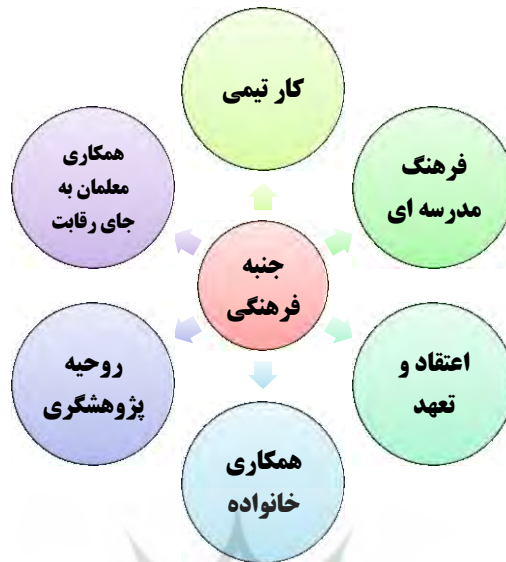 کار تیمی
فرهنگ
مدرسه ای
اعتقاد و
تعهد
همکاری
خانواده
روحیه
پژوهشگری
همکاری
معلمان به
جای رقابت
جنبه
فرهنگی